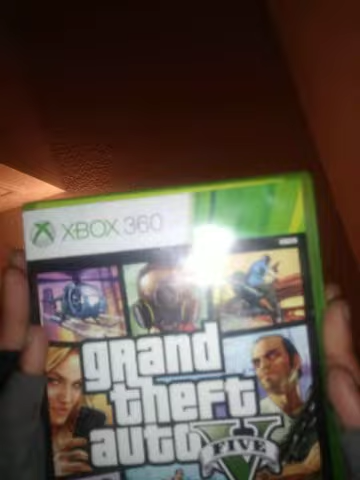 XBOX 360
grand
theft
auto V
FIVE